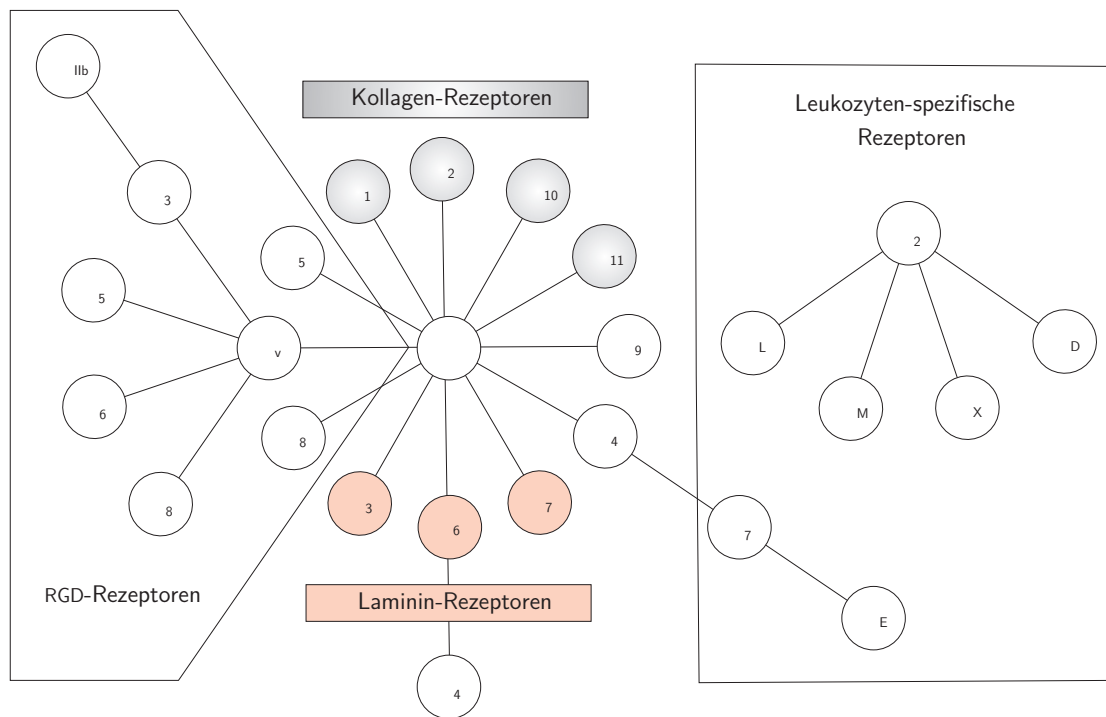 IIb
3
5
v
6
8
RGD-Rezeptoren
Kollagen-Rezeptoren
1
2
10
11
5
9
8
4
3
6
7
Laminin-Rezeptoren
4
Leukozyten-spezifische
Rezeptoren
2
L
M
X
D
7
E